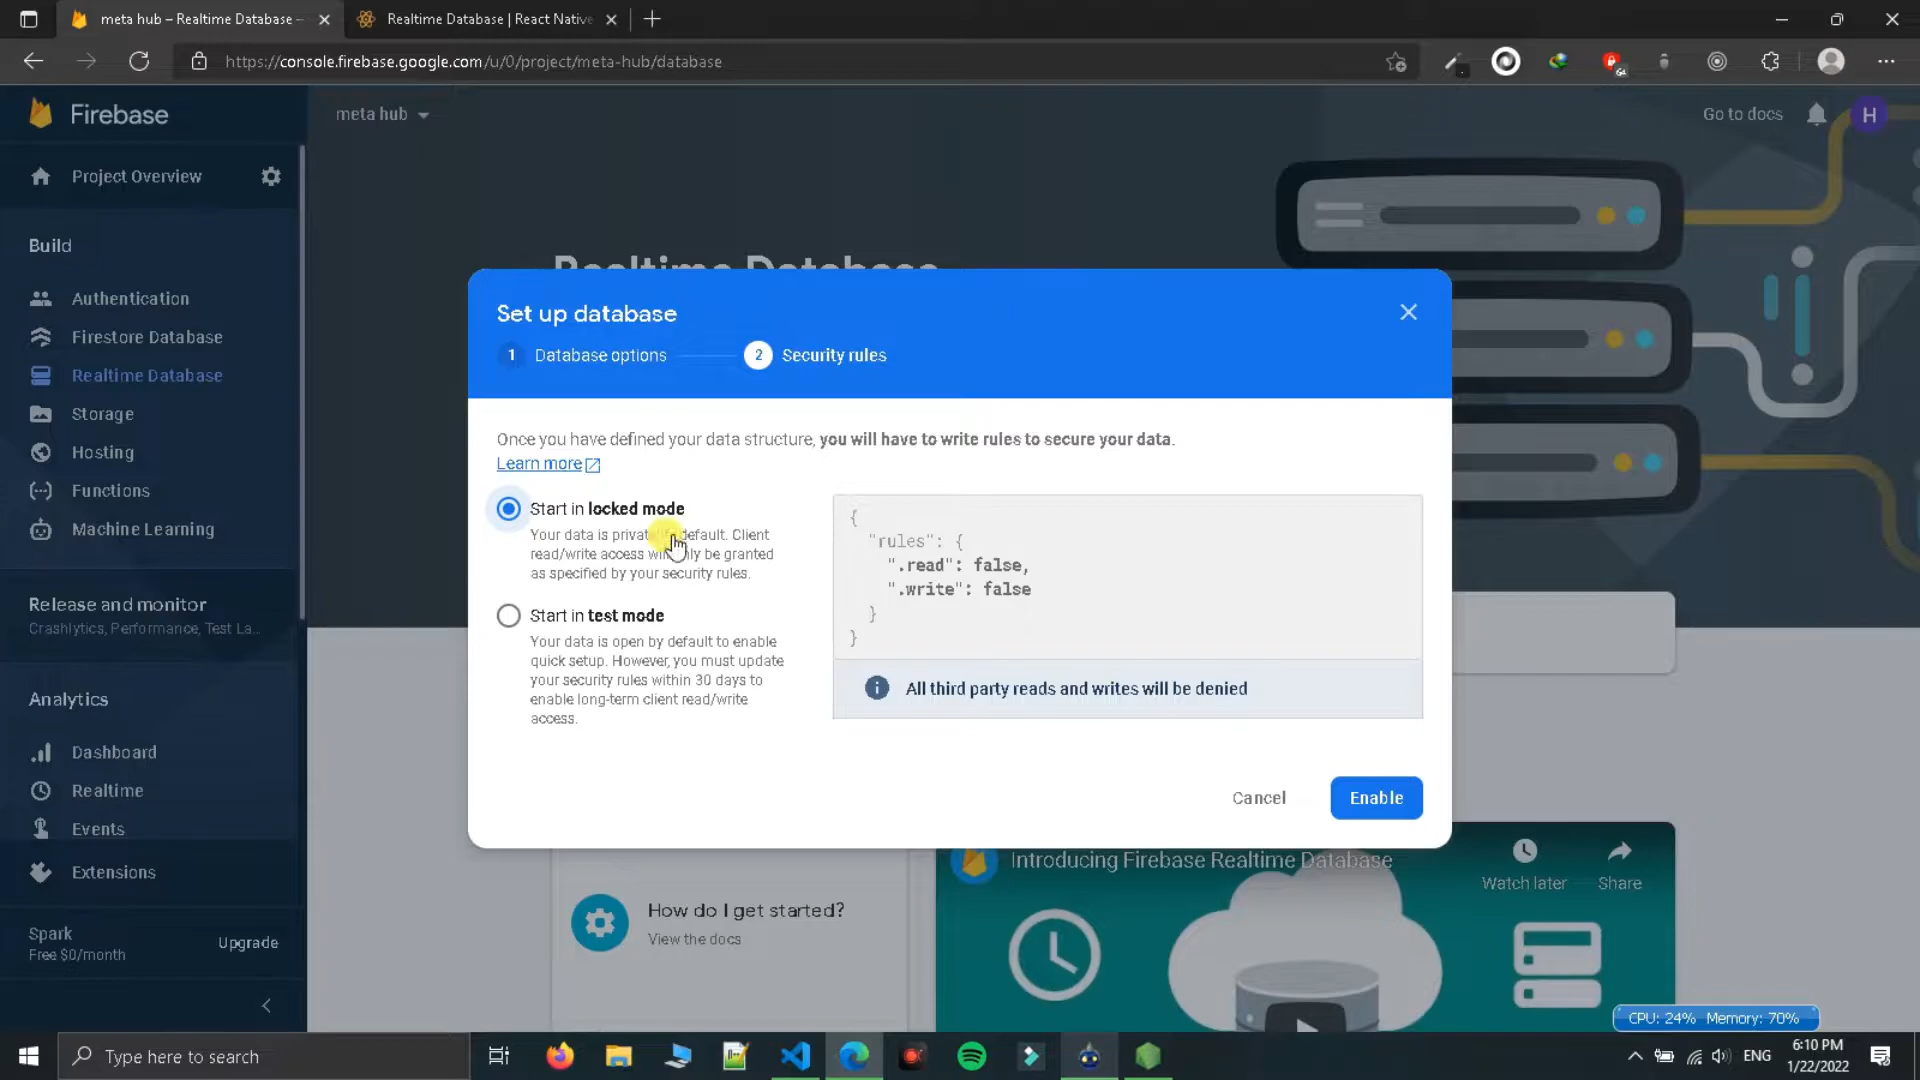 meta hub – Realtime Database –
Realtime Database | React Native
https://console.firebase.google.com/u/0/project/meta-hub/database
Firebase
meta hub
Go to docs
H
Project Overview
Build
Authentication
Firestore Database
Realtime Database
Storage
Hosting
Functions
Machine Learning
Release and monitor
Crashlytics, Performance, Test La...
Analytics
Dashboard
Realtime
Events
Extensions
Spark
Free $0/month
Upgrade
Realtime Database
Set up database
1 Database options
2 Security rules
Once you have defined your data structure, you will have to write rules to secure your data.
Learn more
Start in locked mode
Your data is private default. Client
read/write access will only be granted
as specified by your security rules.
Start in test mode
Your data is open by default to enable
quick setup. However, you must update
your security rules within 30 days to
enable long-term client read/write
access.
{
"rules": {
".read": false,
".write": false
}
}
All third party reads and writes will be denied
Cancel
Enable
How do I get started?
View the docs
Introducing Firebase Realtime Database
Watch later
Share
CPU: 24% Memory: 70%
Type here to search
ENG
6:10 PM
1/22/2022